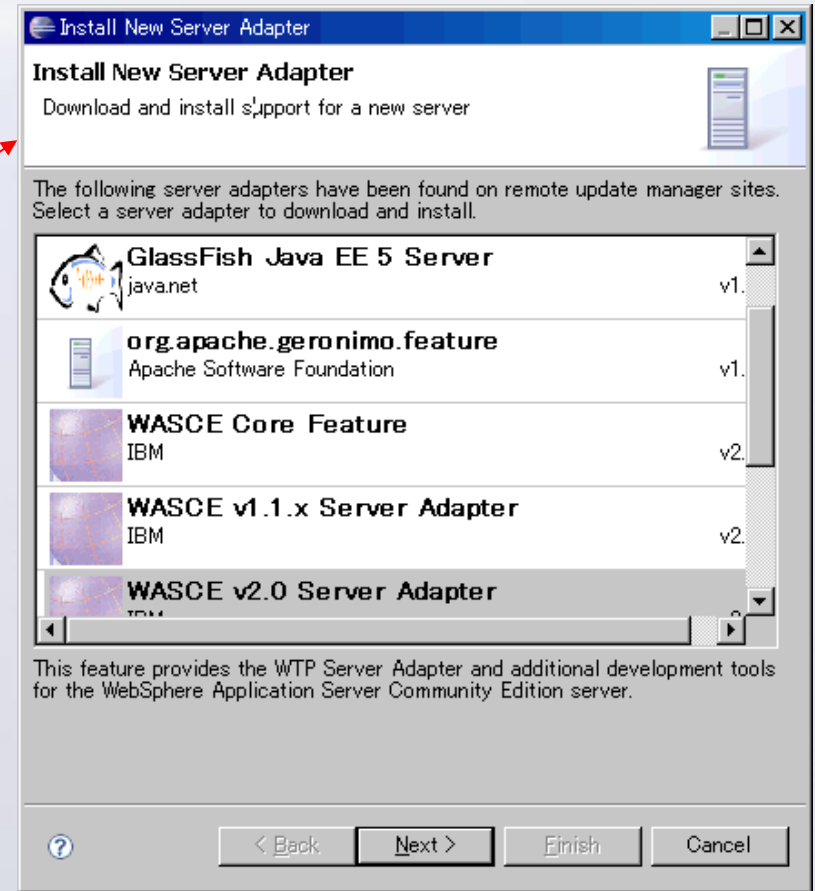 Install New Server Adapter
Install New Server Adapter
Download and install support for a new server
The following server adapters have been found on remote update manager sites.
Select a server adapter to download and install.
GlassFish Java EE 5 Server
java.net
v1.
org.apache.geronimo.feature
Apache Software Foundation
v1.
WASCE Core Feature
IBM
v2.
WASCE v1.1.x Server Adapter
IBM
v2.
WASCE v2.0 Server Adapter
IBM
This feature provides the WTP Server Adapter and additional development tools
for the WebSphere Application Server Community Edition server.
? < Back Next > Finish Cancel